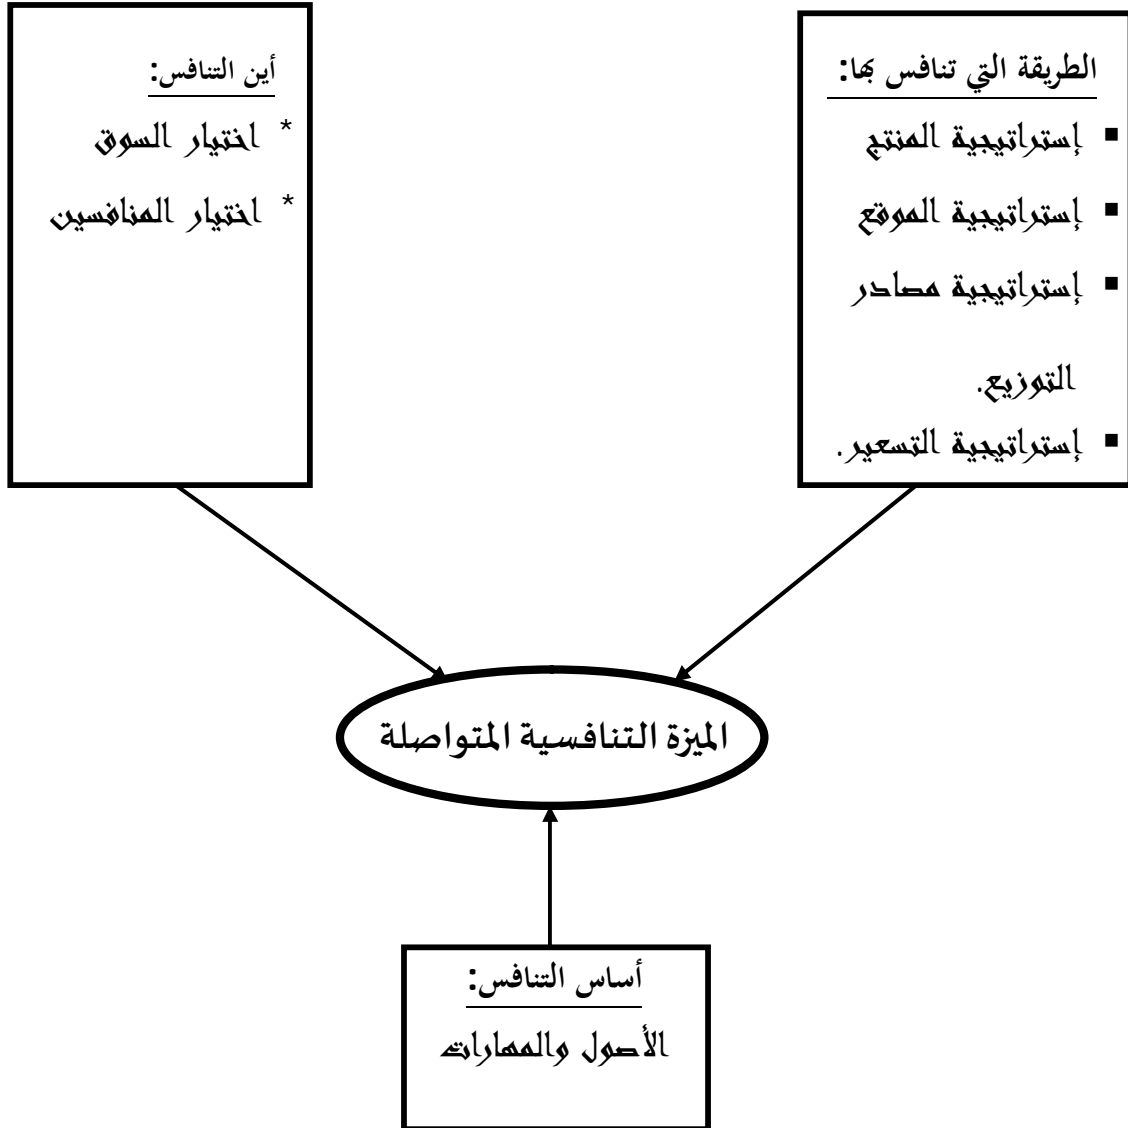 الطريقة التي تنافس بها:
▪ إستراتيجية المنتج
▪ إستراتيجية الموقع
▪ إستراتيجية مصادر
التوزيع.
▪ إستراتيجية التسعير.
أين التنافس:
* اختيار السوق
* اختيار المنافسين
الميزة التنافسية المتواصلة
أساس التنافس:
الأصول والمهارات